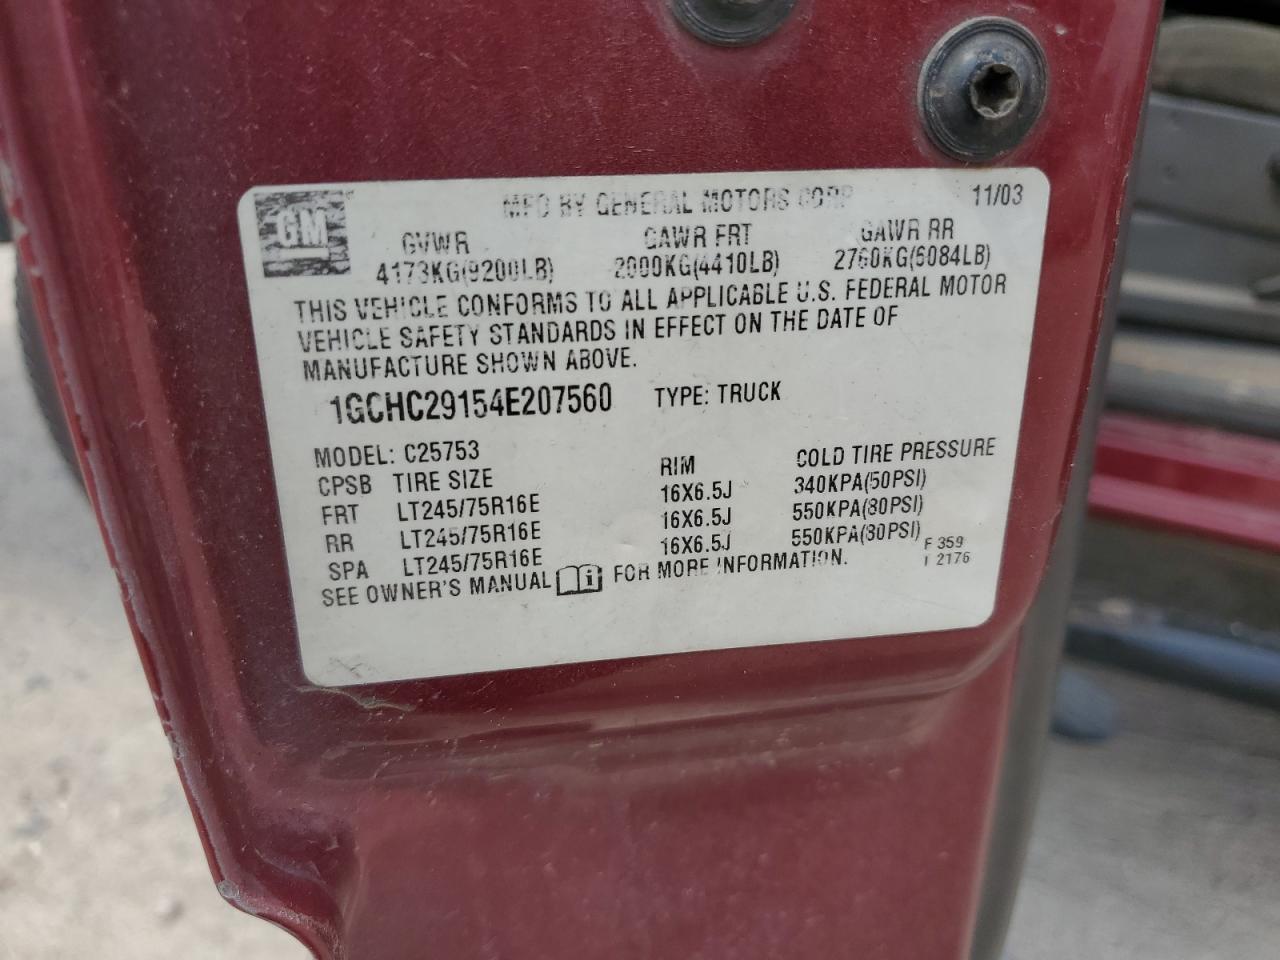 GM
MFD BY GENERAL MOTORS CORP 11/03
GVWR GAWR FRT GAWR RR
4173KG(9200LB) 2000KG(4410LB) 2760KG(6084LB)
THIS VEHICLE CONFORMS TO ALL APPLICABLE U.S. FEDERAL MOTOR
VEHICLE SAFETY STANDARDS IN EFFECT ON THE DATE OF
MANUFACTURE SHOWN ABOVE.
1GCHC29154E207560 TYPE: TRUCK
MODEL: C25753
CPSB TIRE SIZE RIM COLD TIRE PRESSURE
FRT LT245/75R16E 16X6.5J 340KPA(50PSI)
RR LT245/75R16E 16X6.5J 550KPA(80PSI)
SPA LT245/75R16E 16X6.5J 550KPA(80PSI)
SEE OWNER'S MANUAL FOR MORE INFORMATION.
F 359
T 2176